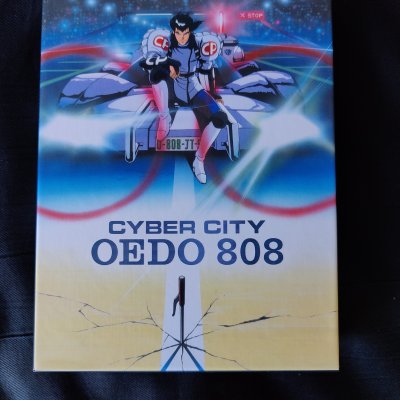 X STOP
CP
CP
CYBER CITY
OEDO 808